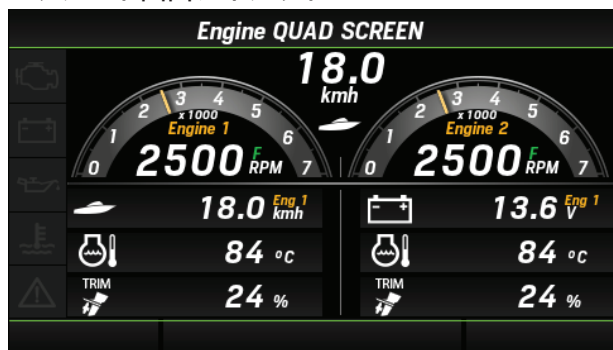 Engine QUAD SCREEN
18.0
kmh
0 1 2 3 4 5 6 7
x 1000
Engine 1
2500 F RPM
0 1 2 3 4 5 6 7
x 1000
Engine 2
2500 F RPM
18.0 Eng 1 kmh
13.6 Eng 1 V
84 °C
84 °C
TRIM 24 %
TRIM 24 %